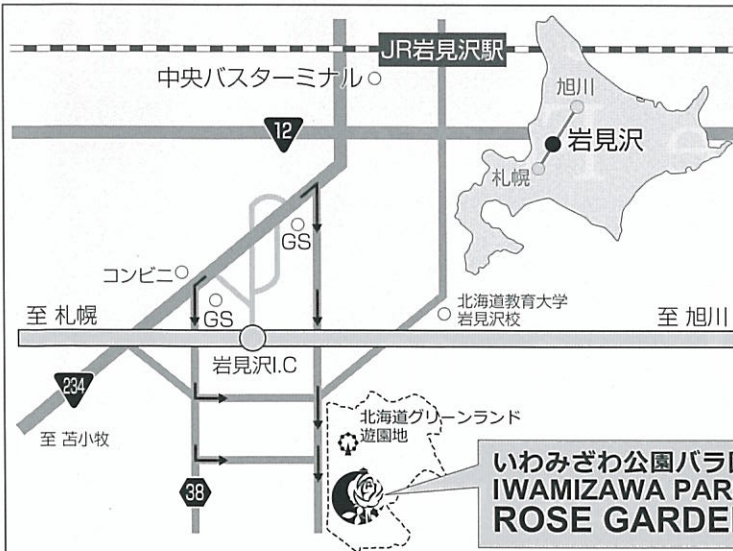 JR岩見沢駅
中央バスターミナル
旭川
12
岩見沢
札幌
GS
コンビニ
GS
北海道教育大学
岩見沢校
至 札幌
至 旭川
岩見沢I.C
234
至 苫小牧
北海道グリーンランド
遊園地
38
いわみざわ公園バラ
IWAMIZAWA PAR
ROSE GARDE